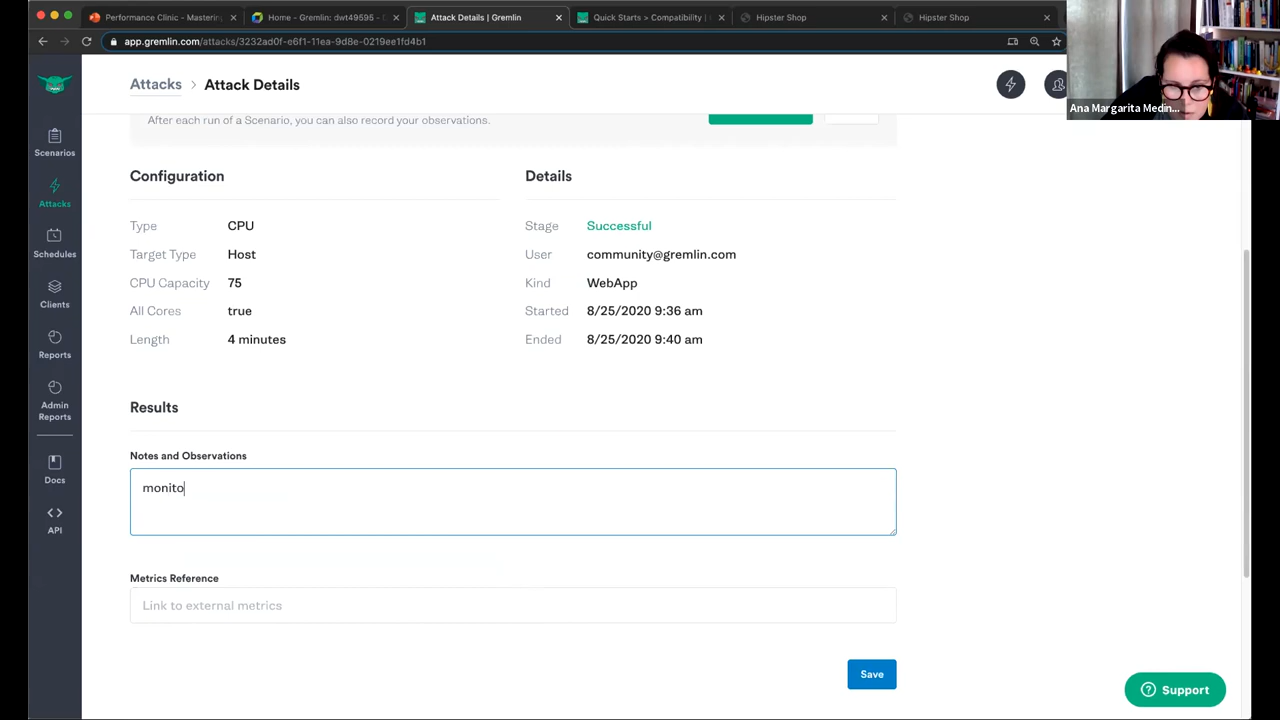 Performance Clinic - Mastering
Home - Gremlin: dwt49595 - D
Attack Details | Gremlin
Quick Starts > Compatibility |
Hipster Shop
Hipster Shop
app.gremlin.com/attacks/3232ad0f-e6f1-11ea-9d8e-0219ee1fd4b1
Attacks > Attack Details
Ana Margarita Medin...
After each run of a Scenario, you can also record your observations.
Scenarios
Attacks
Schedules
Clients
Reports
Admin
Reports
Docs
API
Configuration
Type CPU
Target Type Host
CPU Capacity 75
All Cores true
Length 4 minutes
Details
Stage Successful
User community@gremlin.com
Kind WebApp
Started 8/25/2020 9:36 am
Ended 8/25/2020 9:40 am
Results
Notes and Observations
monito
Metrics Reference
Link to external metrics
Save
Support